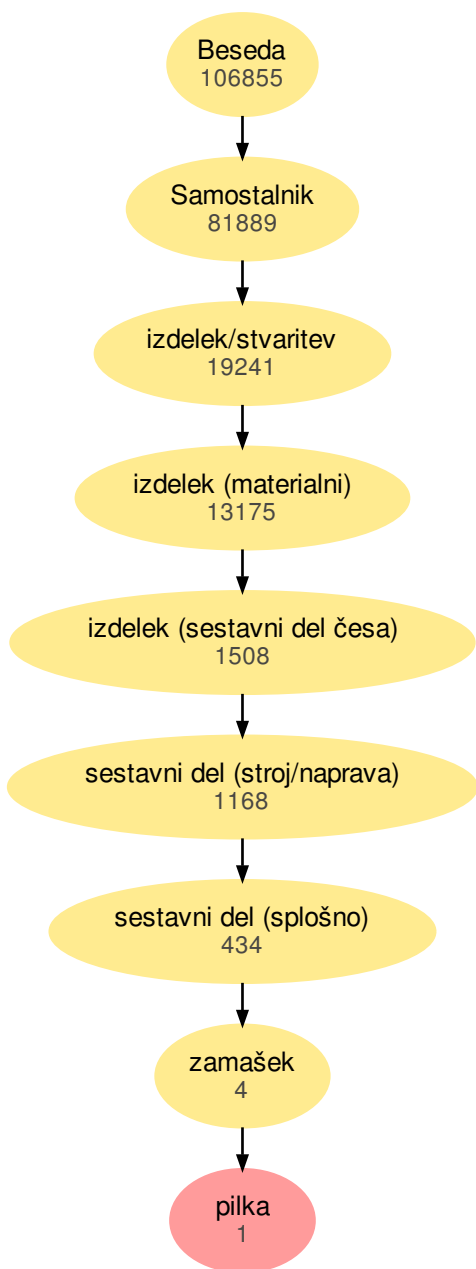 Beseda
106855
Samostalnik
81889
izdelek/stvaritev
19241
izdelek (materialni)
13175
izdelek (sestavni del česa)
1508
sestavni del (stroj/naprava)
1168
sestavni del (splošno)
434
zamašek
4
pilka
1